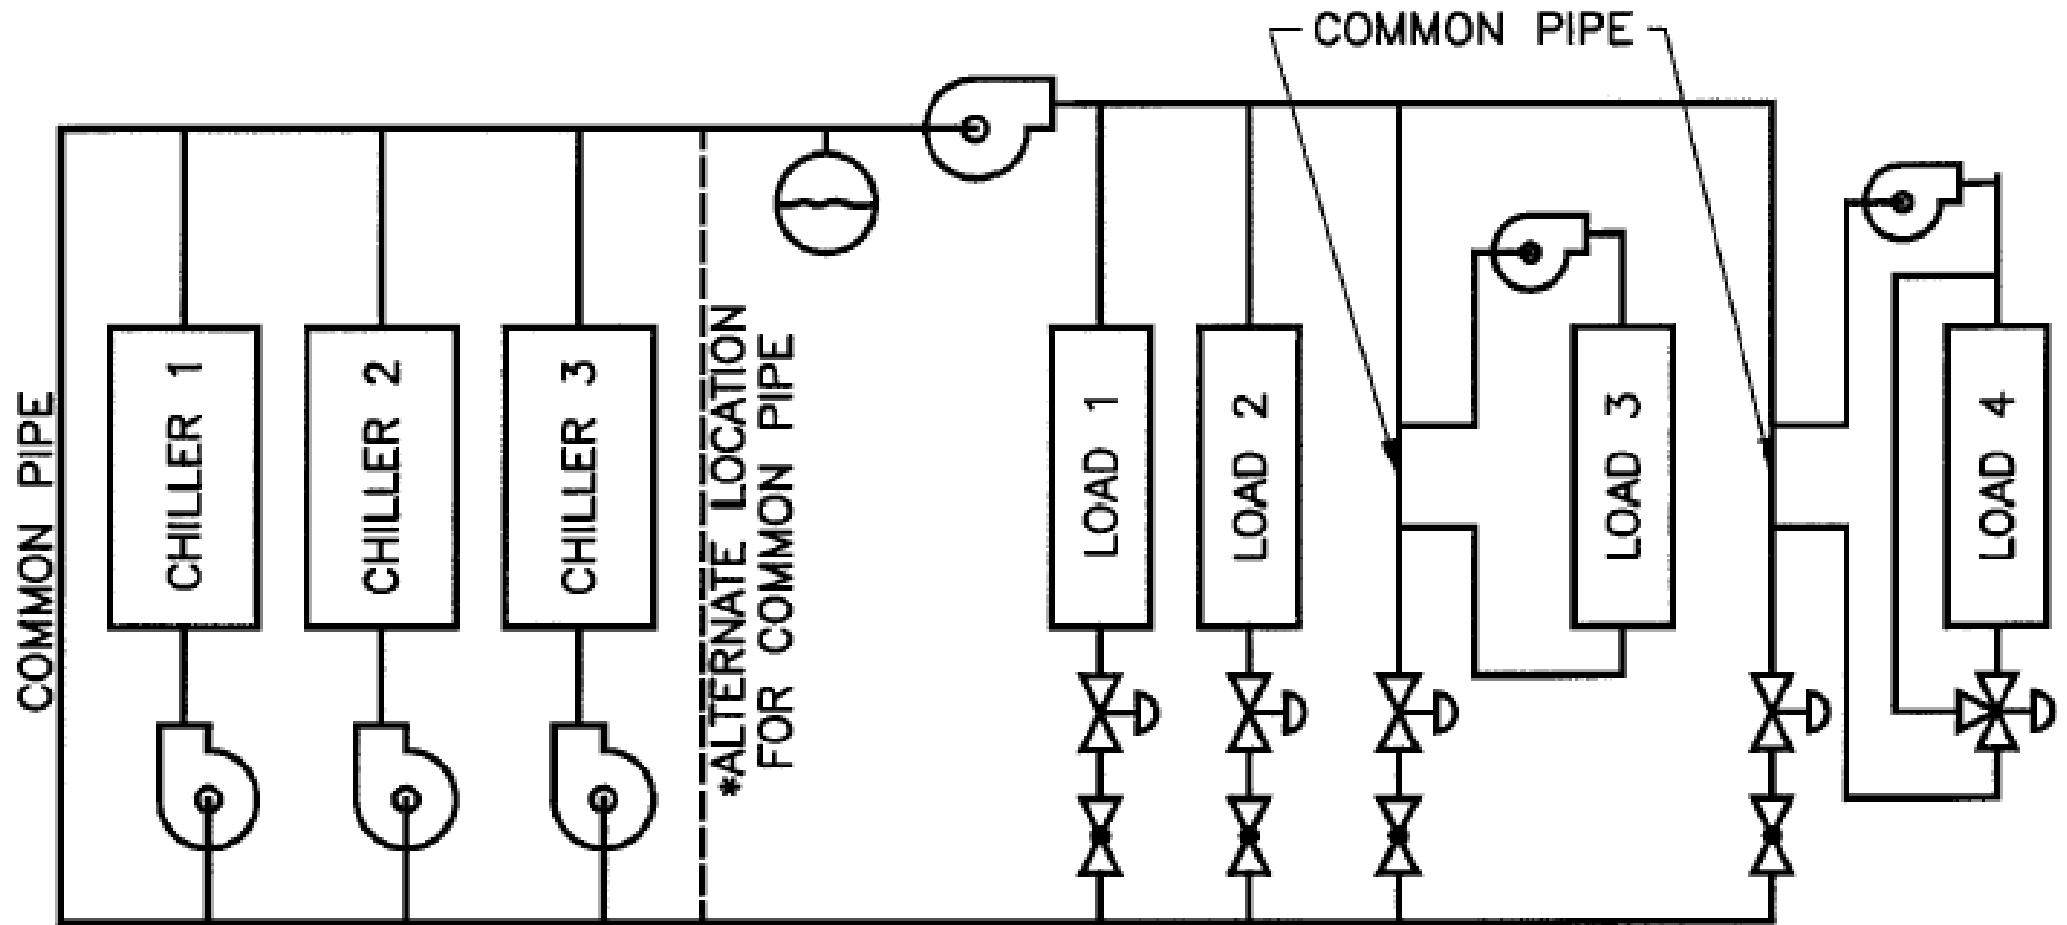 COMMON PIPE
COMMON PIPE
CHILLER 1
CHILLER 2
CHILLER 3
*ALTERNATE LOCATION
FOR COMMON PIPE
LOAD 1
LOAD 2
LOAD 3
LOAD 4